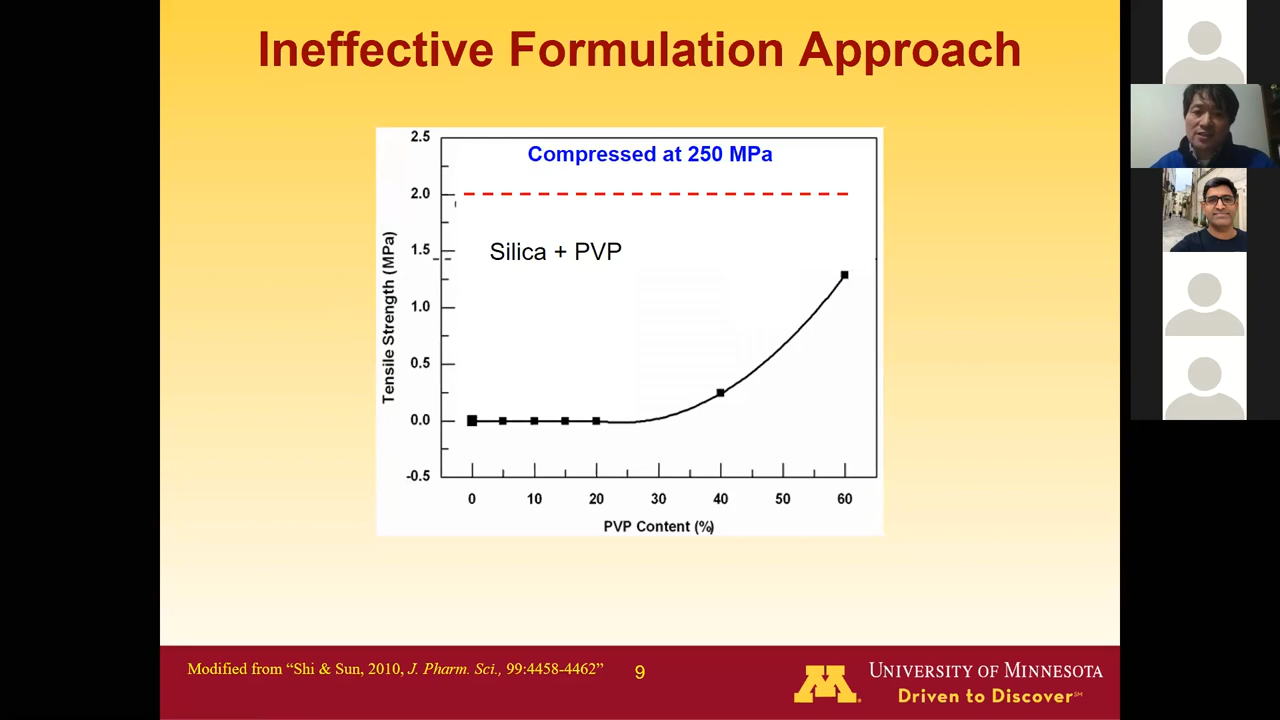 Ineffective Formulation Approach
2.5
Compressed at 250 MPa
2.0
Silica + PVP
1.5
1.0
0.5
0.0
-0.5
Tensile Strength (MPa)
0 10 20 30 40 50 60
PVP Content (%)
Modified from “Shi & Sun, 2010, J. Pharm. Sci., 99:4458-4462”
9
M
UNIVERSITY OF MINNESOTA
Driven to Discover℠